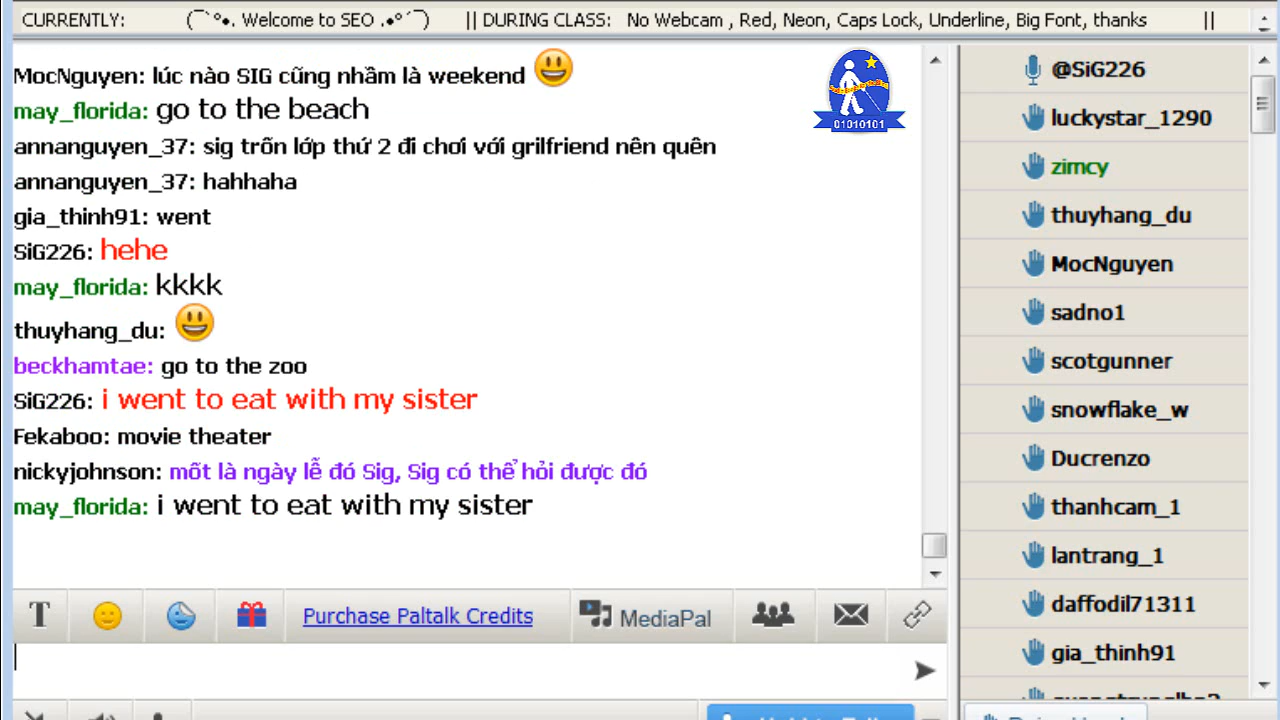 CURRENTLY: (¯`°•. Welcome to SEO .•°´¯) || DURING CLASS: No Webcam , Red, Neon, Caps Lock, Underline, Big Font, thanks ||
MocNguyen: lúc nào SIG cũng nhầm là weekend
may_florida: go to the beach
annanguyen_37: sig trốn lớp thứ 2 đi chơi với grilfriend nên quên
annanguyen_37: hahhaha
gia_thinh91: went
SiG226: hehe
may_florida: kkkk
thuyhang_du:
beckhamtae: go to the zoo
SiG226: i went to eat with my sister
Fekaboo: movie theater
nickyjohnson: mốt là ngày lễ đó Sig, Sig có thể hỏi được đó
may_florida: i went to eat with my sister
01010101
T
Purchase Paltalk Credits
MediaPal
@SiG226
luckystar_1290
zimcy
thuyhang_du
MocNguyen
sadno1
scotgunner
snowflake_w
Ducrenzo
thanhcam_1
lantrang_1
daffodil71311
gia_thinh91